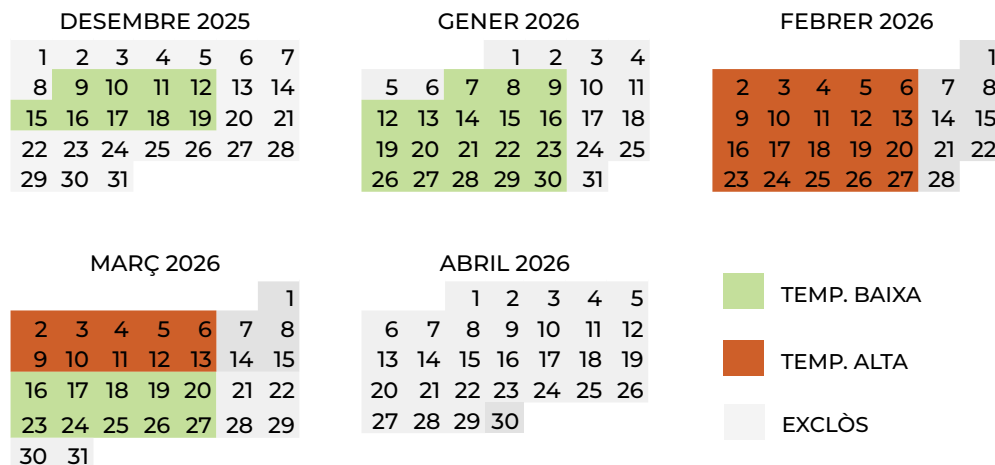 DESEMBRE 2025
1 2 3 4 5 6 7
8 9 10 11 12 13 14
15 16 17 18 19 20 21
22 23 24 25 26 27 28
29 30 31
GENER 2026
1 2 3 4
5 6 7 8 9 10 11
12 13 14 15 16 17 18
19 20 21 22 23 24 25
26 27 28 29 30 31
FEBRER 2026
1
2 3 4 5 6 7 8
9 10 11 12 13 14 15
16 17 18 19 20 21 22
23 24 25 26 27 28
MARÇ 2026
1
2 3 4 5 6 7 8
9 10 11 12 13 14 15
16 17 18 19 20 21 22
23 24 25 26 27 28 29
30 31
ABRIL 2026
1 2 3 4 5
6 7 8 9 10 11 12
13 14 15 16 17 18 19
20 21 22 23 24 25 26
27 28 29 30
TEMP. BAIXA
TEMP. ALTA
EXCLÒS